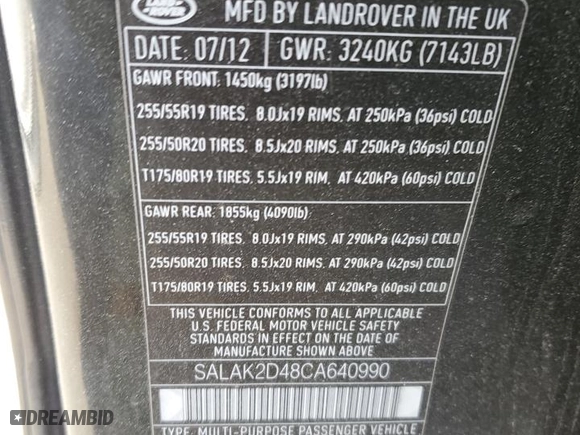 LAND
ROVER
MFD BY LANDROVER IN THE UK
DATE: 07/12 GWR: 3240KG (7143LB)
GAWR FRONT: 1450kg (3197lb)
255/55R19 TIRES, 8.0Jx19 RIMS, AT 250kPa (36psi) COLD
255/50R20 TIRES, 8.5Jx20 RIMS, AT 250kPa (36psi) COLD
T175/80R19 TIRES, 5.5Jx19 RIM, AT 420kPa (60psi) COLD
GAWR REAR: 1855kg (4090lb)
255/55R19 TIRES, 8.0Jx19 RIMS, AT 290kPa (42psi) COLD
255/50R20 TIRES, 8.5Jx20 RIMS, AT 290kPa (42psi) COLD
T175/80R19 TIRES, 5.5Jx19 RIM, AT 420kPa (60psi) COLD
THIS VEHICLE CONFORMS TO ALL APPLICABLE
U.S. FEDERAL MOTOR VEHICLE SAFETY
STANDARDS IN EFFECT ON THE DATE OF
MANUFACTURE SHOWN ABOVE.
SALAK2D48CA640990
TYPE: MULTI-PURPOSE PASSENGER VEHICLE
DREAMBID